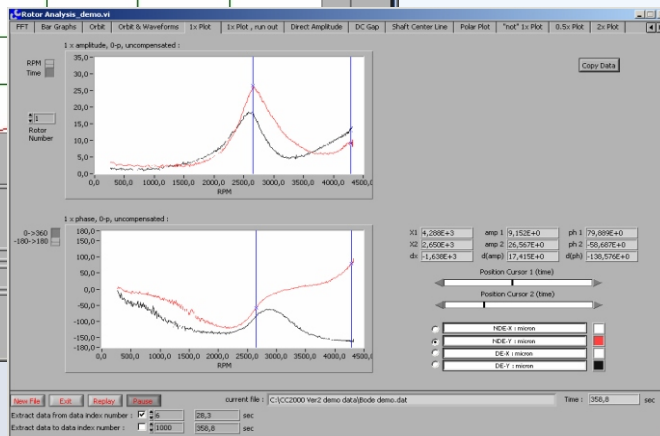 Rotor Analysis_demo.vi
FFT Bar Graphs Orbit Orbit & Waveforms 1x Plot 1x Plot , run out Direct Amplitude DC Gap Shaft Center Line Polar Plot "not" 1x Plot 0.5x Plot 2x Plot
1 x amplitude, 0-p, uncompensated :
RPM
Time
Copy Data
1
Rotor
Number
35,0
30,0
25,0
20,0
15,0
10,0
5,0
0,0
0,0 500,0 1000,0 1500,0 2000,0 2500,0 3000,0 3500,0 4000,0 4500,0
RPM
1 x phase, 0-p, uncompensated :
0->360
-180->180
180,0
150,0
100,0
50,0
0,0
-50,0
-100,0
-150,0
-180,0
0,0 500,0 1000,0 1500,0 2000,0 2500,0 3000,0 3500,0 4000,0 4500,0
RPM
X1 4,288E+3 amp 1 9,152E+0 ph 1 79,889E+0
X2 2,650E+3 amp 2 26,567E+0 ph 2 -58,687E+0
dx -1,638E+3 d(amp) 17,415E+0 d(ph) -138,576E+0
Position Cursor 1 (time)
Position Cursor 2 (time)
NDE-X : micron
NDE-Y : micron
DE-X : micron
DE-Y : micron
New File Exit Replay Pause current file : C:\CC2000 Ver2 demo data\Bode demo.dat Time : 358,8 sec
Extract data from data index number : 6 28,3 sec
Extract data to data index number : 1000 358,8 sec